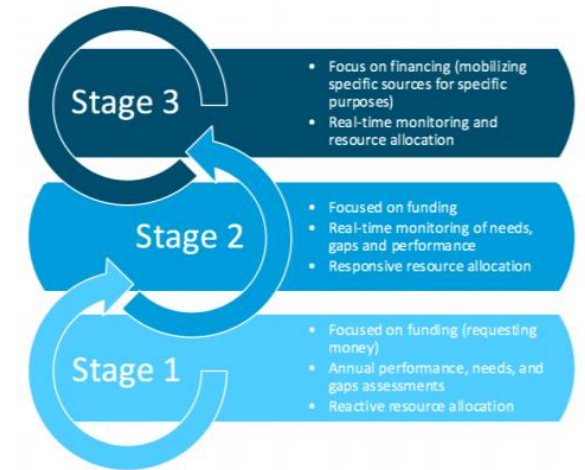 Stage 3
• Focus on financing (mobilizing
specific sources for specific
purposes)
• Real-time monitoring and
resource allocation
Stage 2
• Focused on funding
• Real-time monitoring of needs,
gaps and performance
• Responsive resource allocation
Stage 1
• Focused on funding (requesting
money)
• Annual performance, needs, and
gaps assessments
• Reactive resource allocation